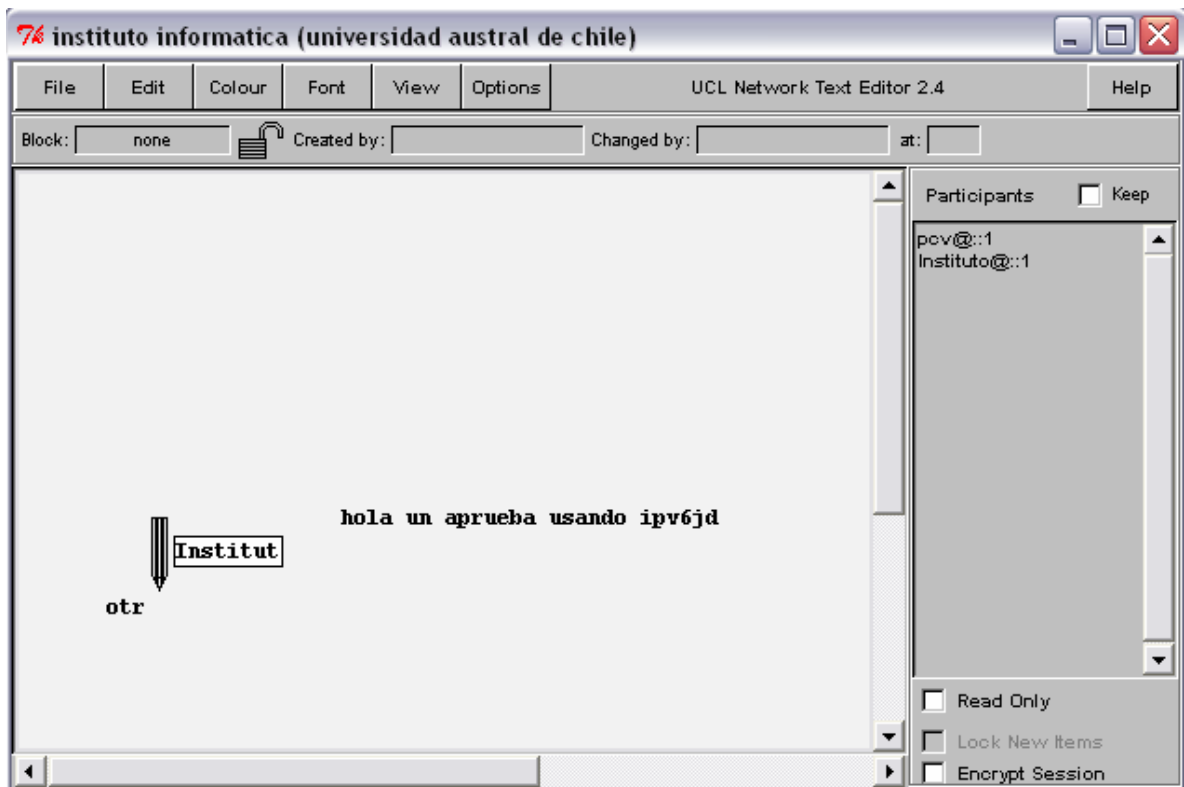 instituto informatica (universidad austral de chile)
File Edit Colour Font View Options UCL Network Text Editor 2.4 Help
Block: none Created by: Changed by: at:
Participants Keep
pcv@::1
Instituto@::1
hola un aprueba usando ipv6jd
Institut
otr
Read Only
Lock New Items
Encrypt Session